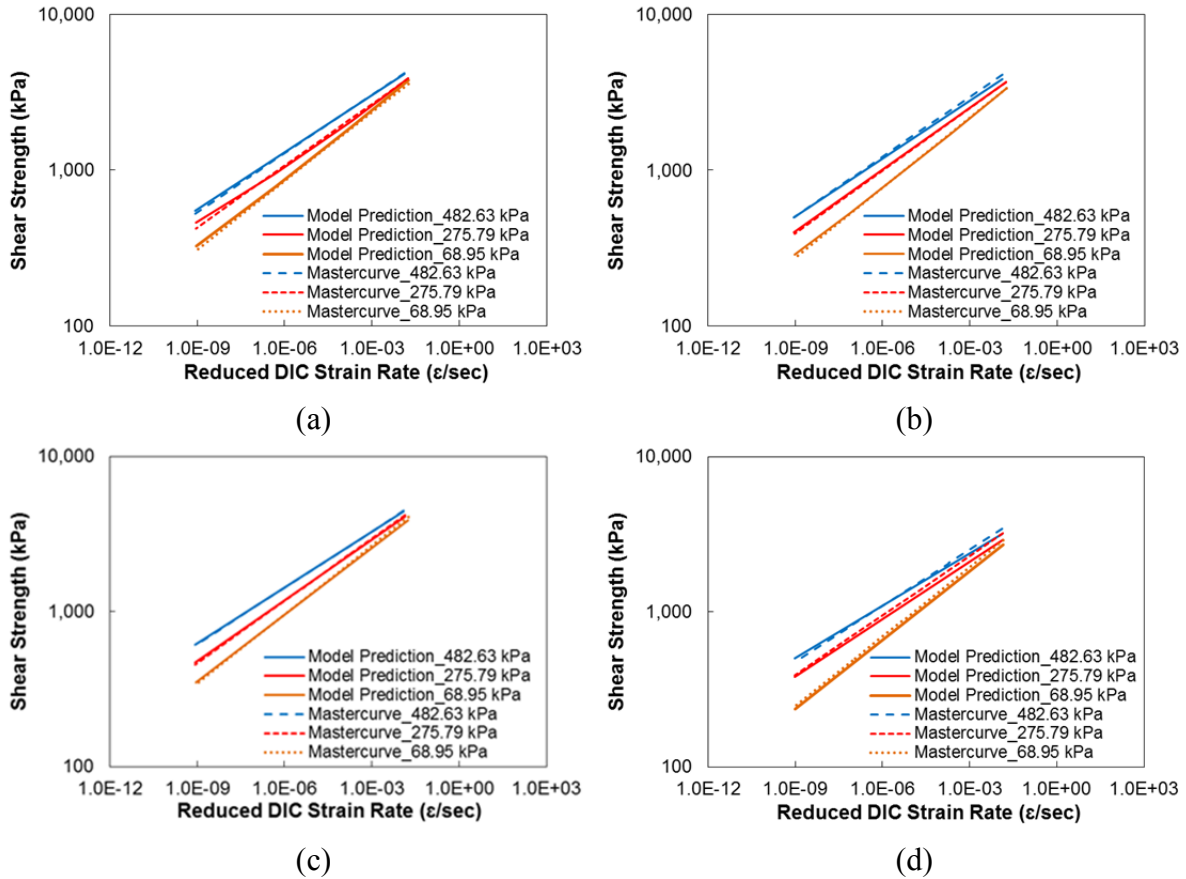 10,000
1,000
100
Shear Strength (kPa)
Model Prediction_482.63 kPa
Model Prediction_275.79 kPa
Model Prediction_68.95 kPa
Mastercurve_482.63 kPa
Mastercurve_275.79 kPa
Mastercurve_68.95 kPa
1.0E-12 1.0E-09 1.0E-06 1.0E-03 1.0E+00 1.0E+03
Reduced DIC Strain Rate (ε/sec)
(a)
10,000
1,000
100
Shear Strength (kPa)
Model Prediction_482.63 kPa
Model Prediction_275.79 kPa
Model Prediction_68.95 kPa
Mastercurve_482.63 kPa
Mastercurve_275.79 kPa
Mastercurve_68.95 kPa
1.0E-12 1.0E-09 1.0E-06 1.0E-03 1.0E+00 1.0E+03
Reduced DIC Strain Rate (ε/sec)
(b)
10,000
1,000
100
Shear Strength (kPa)
Model Prediction_482.63 kPa
Model Prediction_275.79 kPa
Model Prediction_68.95 kPa
Mastercurve_482.63 kPa
Mastercurve_275.79 kPa
Mastercurve_68.95 kPa
1.0E-12 1.0E-09 1.0E-06 1.0E-03 1.0E+00 1.0E+03
Reduced DIC Strain Rate (ε/sec)
(c)
10,000
1,000
100
Shear Strength (kPa)
Model Prediction_482.63 kPa
Model Prediction_275.79 kPa
Model Prediction_68.95 kPa
Mastercurve_482.63 kPa
Mastercurve_275.79 kPa
Mastercurve_68.95 kPa
1.0E-12 1.0E-09 1.0E-06 1.0E-03 1.0E+00 1.0E+03
Reduced DIC Strain Rate (ε/sec)
(d)